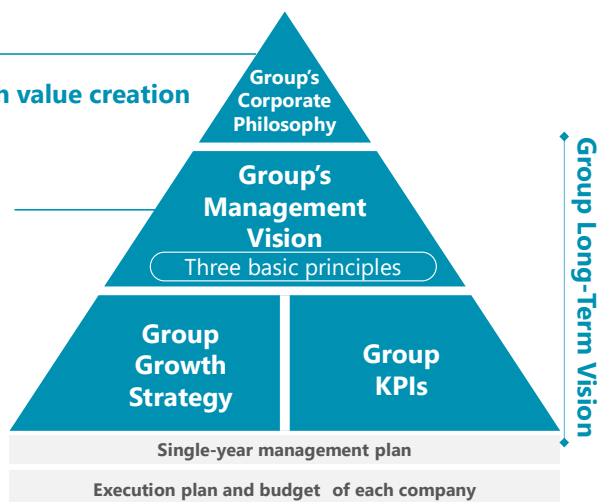 Group's
Corporate
Philosophy
value creation
Group's
Management
Vision
Three basic principles
Group
Growth
Strategy
Group
KPIs
Group Long-Term Vision
Single-year management plan
Execution plan and budget of each company